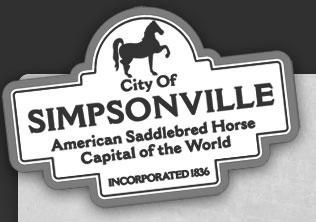 City Of
SIMPSONVILLE
American Saddlebred Horse
Capital of the World
INCORPORATED 1836